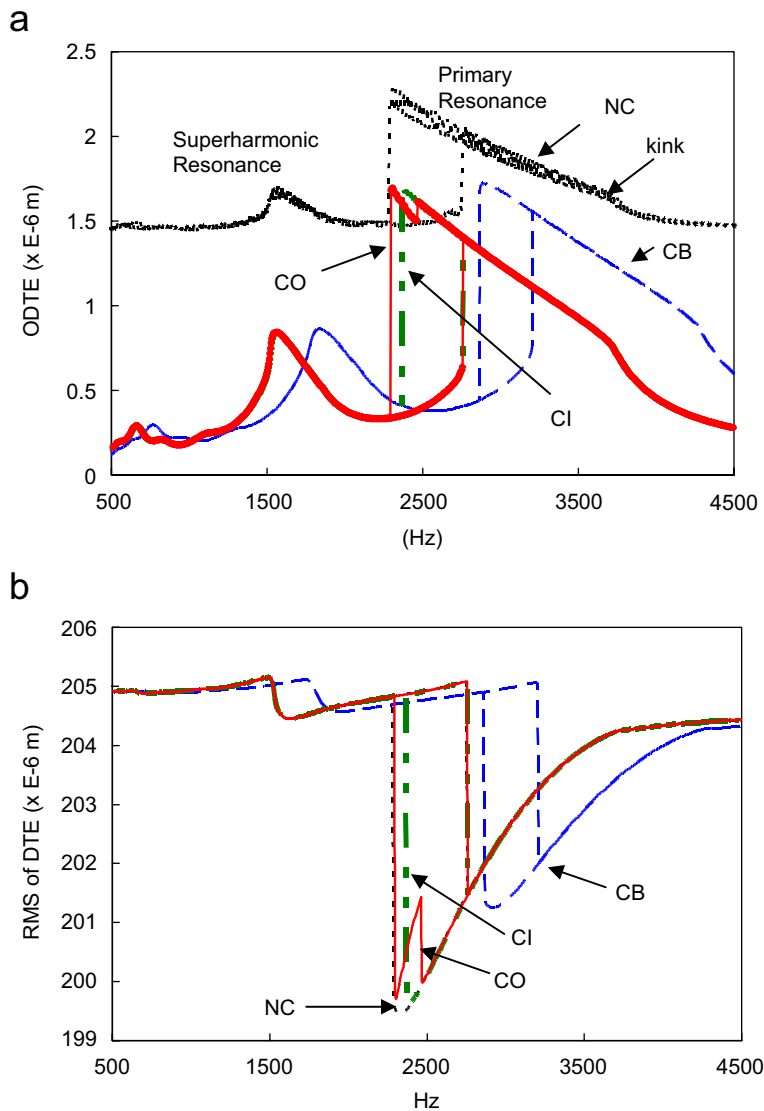 a
2.5
2
1.5
1
0.5
0
ODTE (x E-6 m)
Superharmonic
Resonance
Primary
Resonance
NC
kink
CO
CB
CI
500
1500
2500
3500
4500
(Hz)
b
206
205
204
203
202
201
200
199
RMS of DTE (x E-6 m)
CB
CI
CO
NC
500
1500
2500
3500
4500
Hz